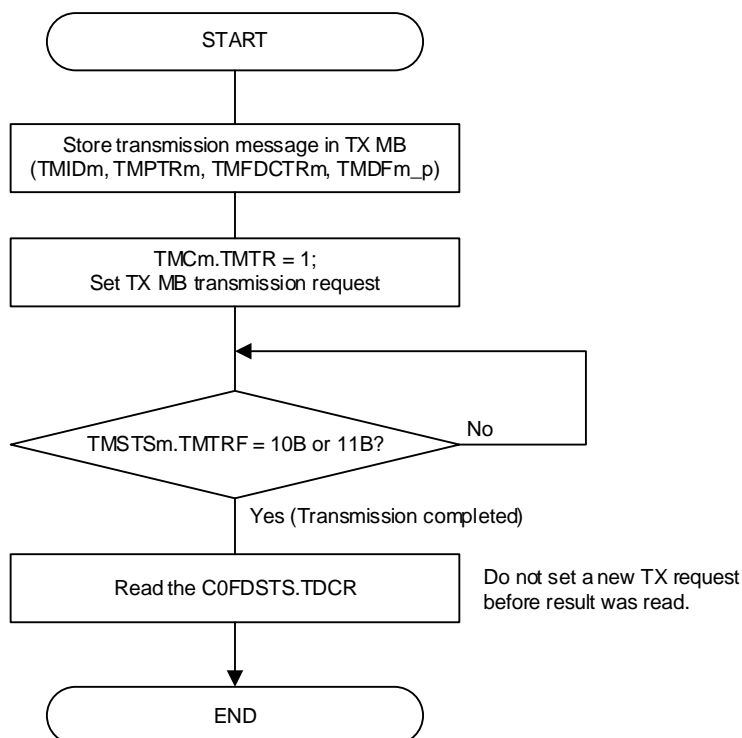 START
Store transmission message in TX MB
(TMIDm, TMPTRm, TMFDCTRm, TMDFm_p)
TMCm.TMTR = 1;
Set TX MB transmission request
TMSTSm.TMTRF = 10B or 11B?
No
Yes (Transmission completed)
Read the C0FDSTS.TDCR
Do not set a new TX request
before result was read.
END